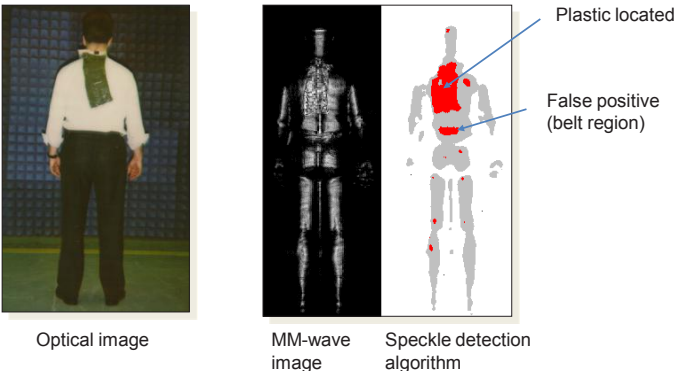 Plastic located
False positive
(belt region)
Optical image
MM-wave
image
Speckle detection
algorithm